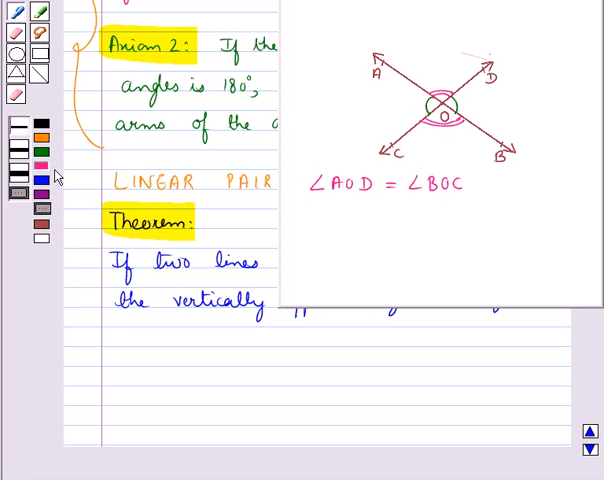 Axiom 2: If the
angles is 180°,
arms of the
LINEAR PAIR
Theorem:
If two lines
the vertically
A
D
O
C
B
∠AOD = ∠BOC